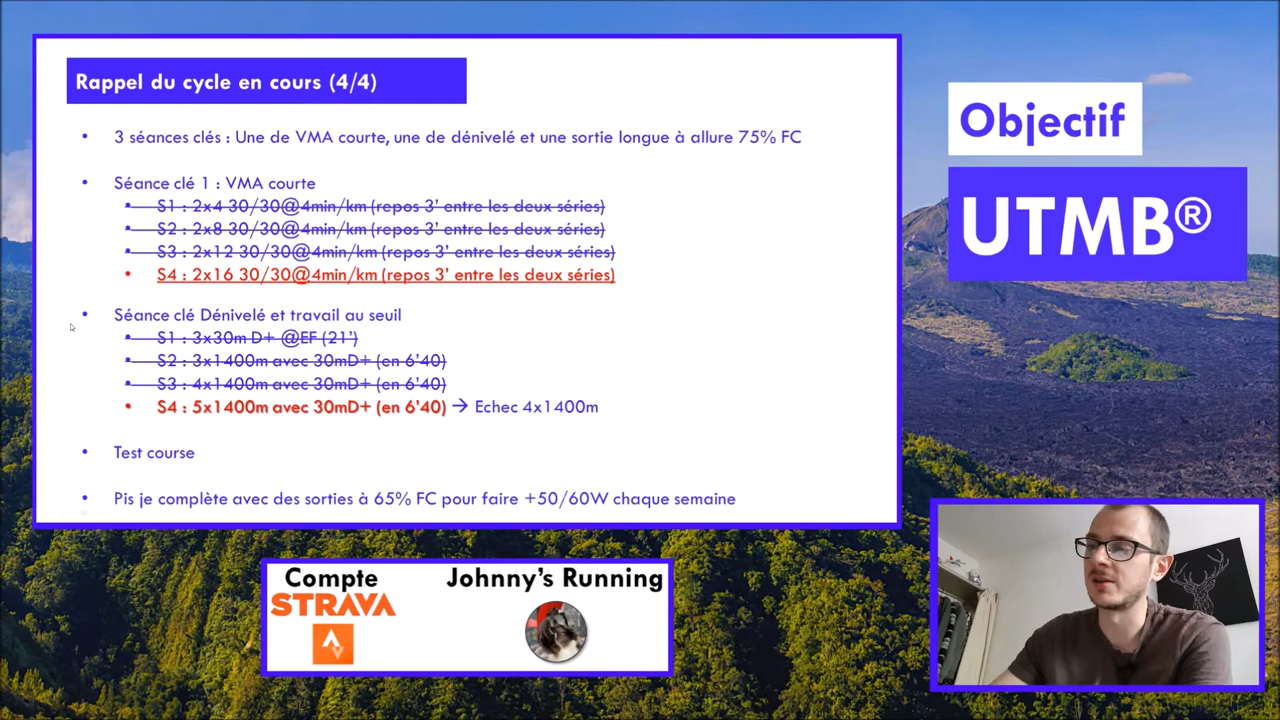 Rappel du cycle en cours (4/4)
• 3 séances clés : Une de VMA courte, une de dénivelé et une sortie longue à allure 75% FC
• Séance clé 1 : VMA courte
• S1 : 2x4 30/30@4min/km (repos 3' entre les deux séries)
• S2 : 2x8 30/30@4min/km (repos 3' entre les deux séries)
• S3 : 2x12 30/30@4min/km (repos 3' entre les deux séries)
• S4 : 2x16 30/30@4min/km (repos 3' entre les deux séries)
• Séance clé Dénivelé et travail au seuil
• S1 : 3x30m D+ @EF (21')
• S2 : 3x1400m avec 30mD+ (en 6'40)
• S3 : 4x1400m avec 30mD+ (en 6'40)
• S4 : 5x1400m avec 30mD+ (en 6'40) → Echec 4x1400m
• Test course
• Pis je complète avec des sorties à 65% FC pour faire +50/60W chaque semaine
Objectif
UTMB®
Compte
STRAVA
Johnny's Running